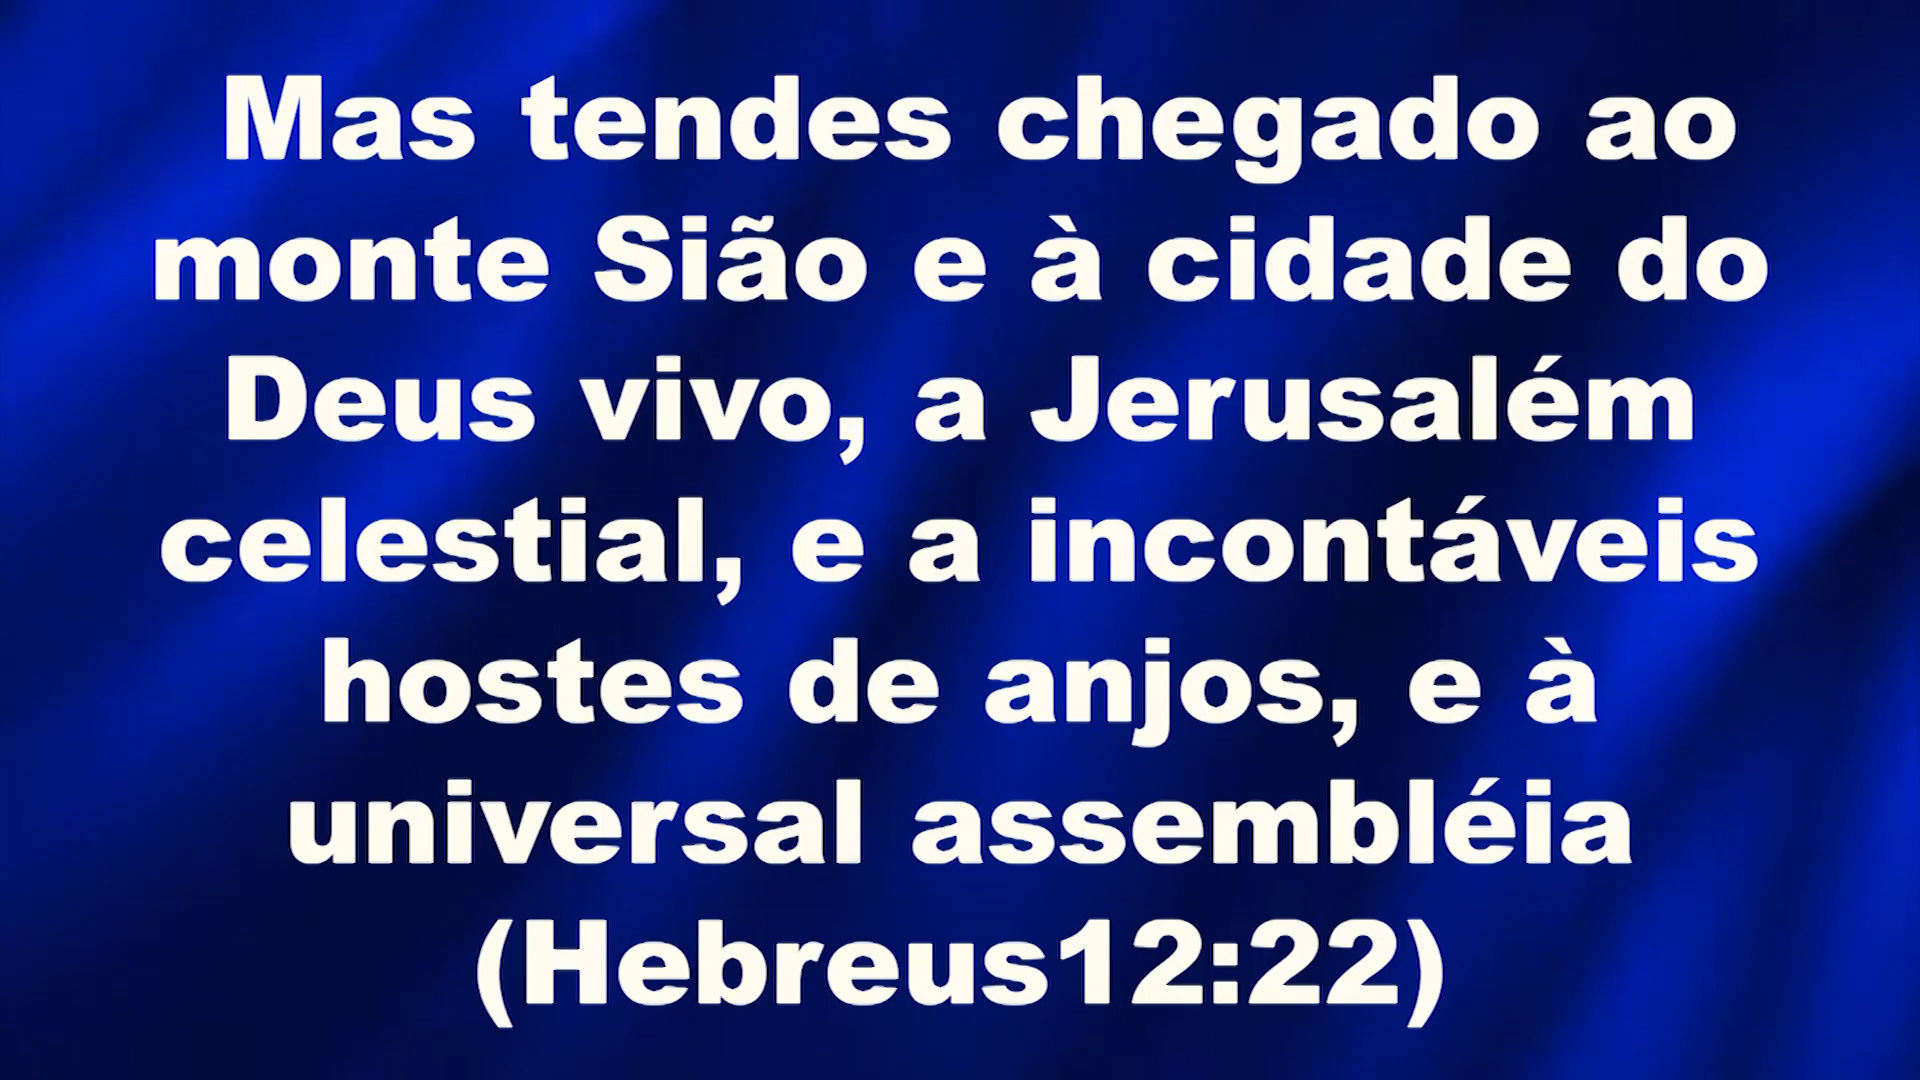 Mas tendes chegado ao
monte Sião e à cidade do
Deus vivo, a Jerusalém
celestial, e a incontáveis
hostes de anjos, e à
universal assembléia
(Hebreus12:22)